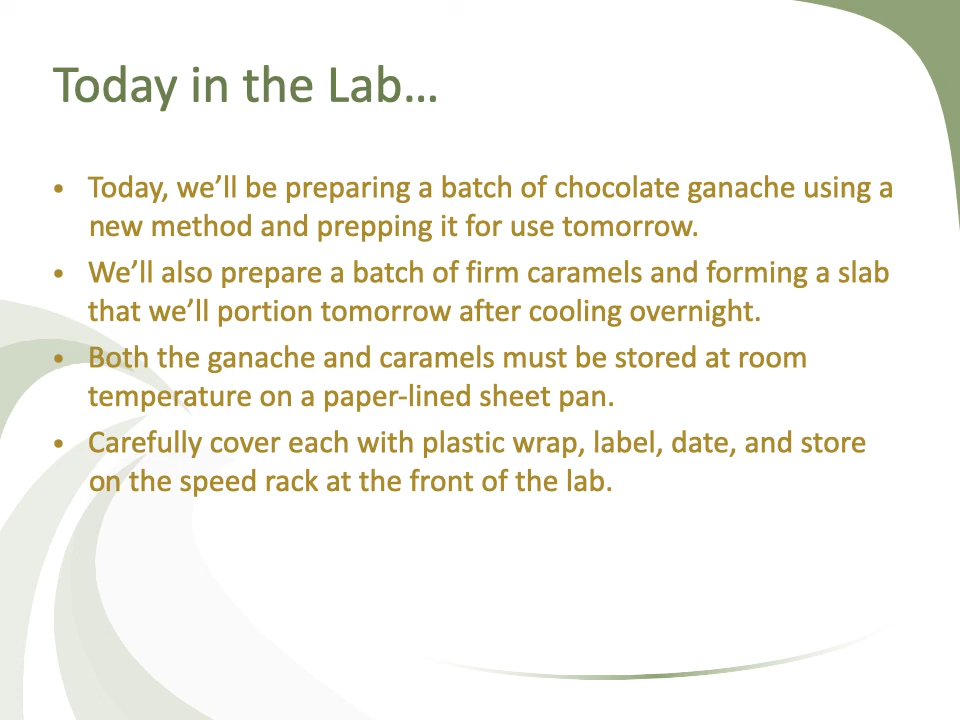 Today in the Lab…
• Today, we’ll be preparing a batch of chocolate ganache using a
new method and prepping it for use tomorrow.
• We’ll also prepare a batch of firm caramels and forming a slab
that we’ll portion tomorrow after cooling overnight.
• Both the ganache and caramels must be stored at room
temperature on a paper-lined sheet pan.
• Carefully cover each with plastic wrap, label, date, and store
on the speed rack at the front of the lab.